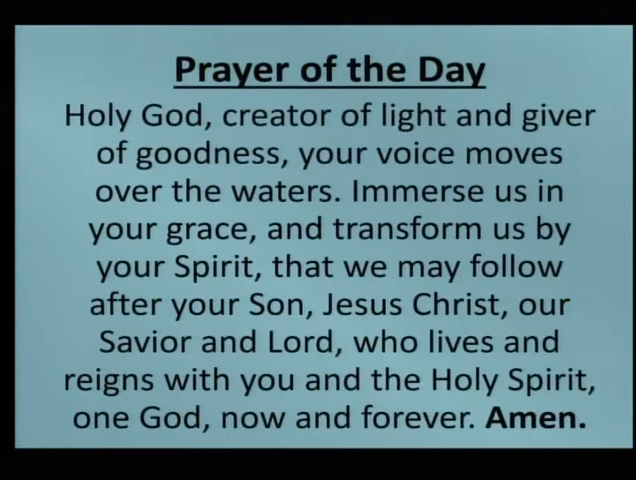 Prayer of the Day
Holy God, creator of light and giver
of goodness, your voice moves
over the waters. Immerse us in
your grace, and transform us by
your Spirit, that we may follow
after your Son, Jesus Christ, our
Savior and Lord, who lives and
reigns with you and the Holy Spirit,
one God, now and forever. Amen.